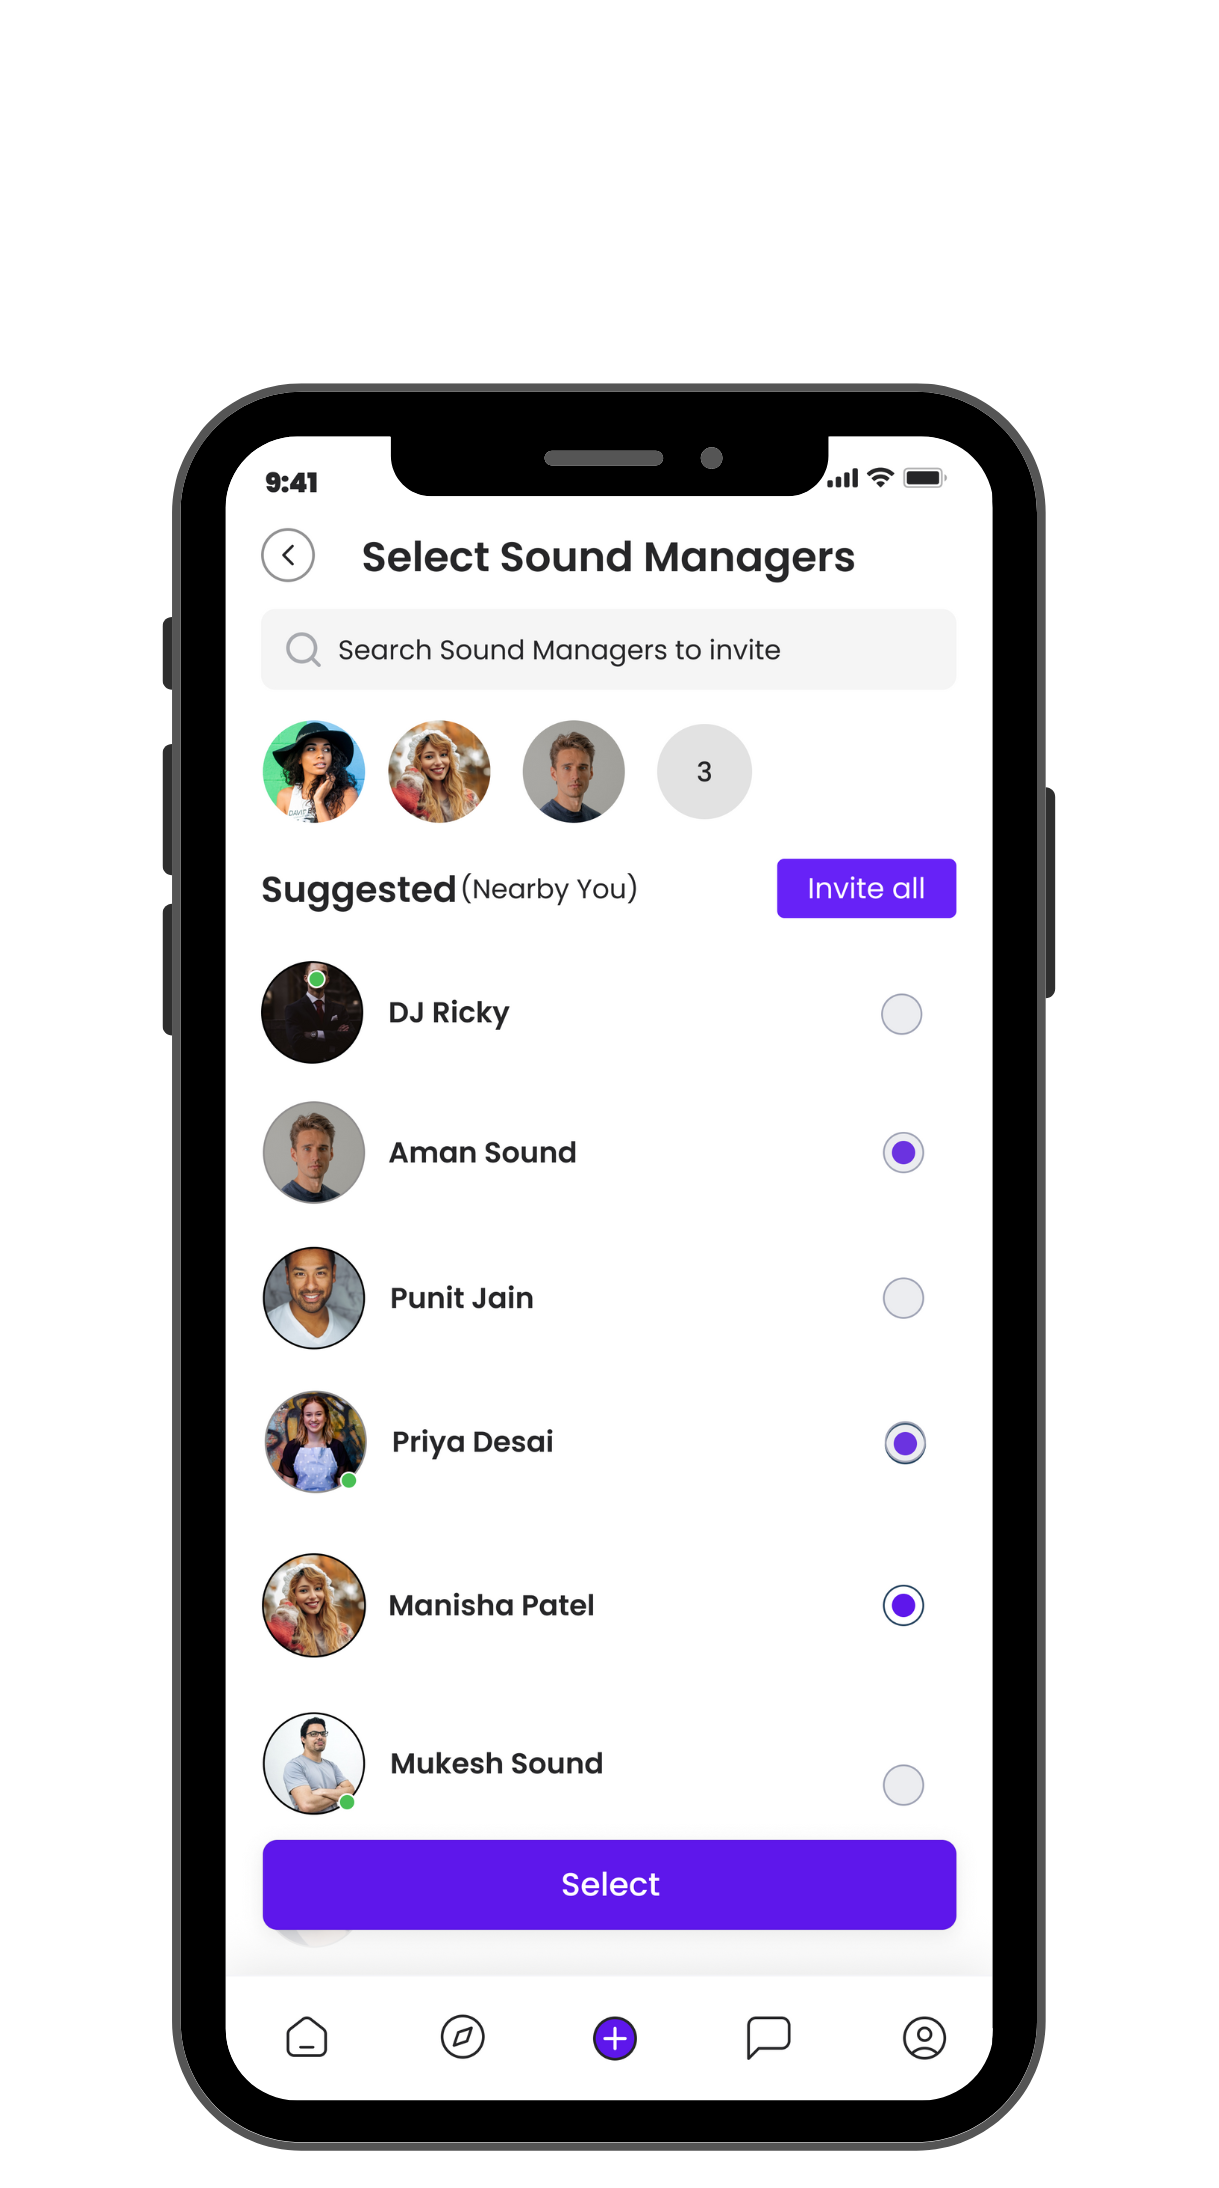 9:41
Select Sound Managers
Search Sound Managers to invite
3
Suggested (Nearby You)
Invite all
DJ Ricky
Aman Sound
Punit Jain
Priya Desai
Manisha Patel
Mukesh Sound
Select